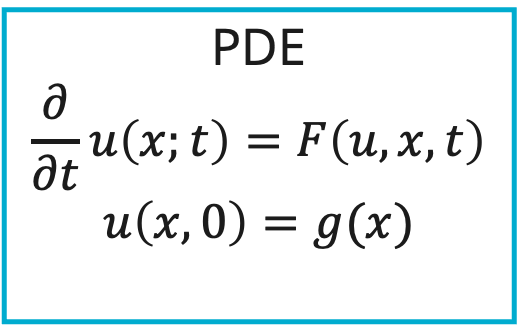 PDE
∂/∂t u(x; t) = F(u, x, t)
u(x, 0) = g(x)